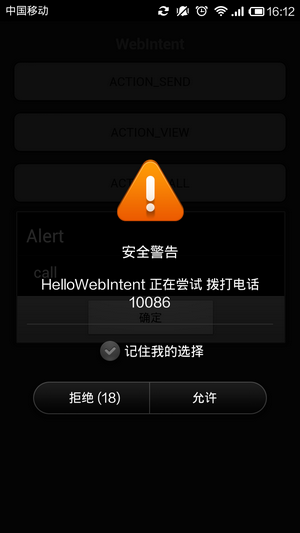 中国移动
16:12
WebIntent
ACTION_SEND
ACTION_VIEW
Alert
call
安全警告
HelloWebIntent 正在尝试 拨打电话
10086
确定
记住我的选择
拒绝 (18)
允许